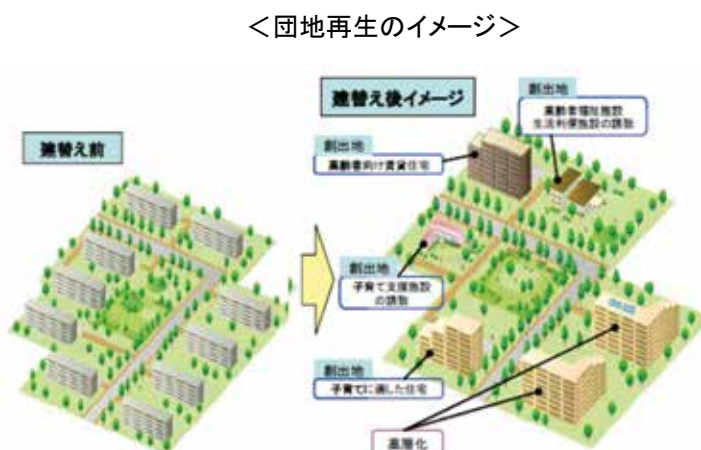 ＜団地再生のイメージ＞
建替え前
建替え後イメージ
創出地
高齢者福祉施設
生活利便施設の誘致
創出地
高齢者向け賃貸住宅
創出地
子育て支援施設
の誘致
創出地
子育てに適した住宅
高層化